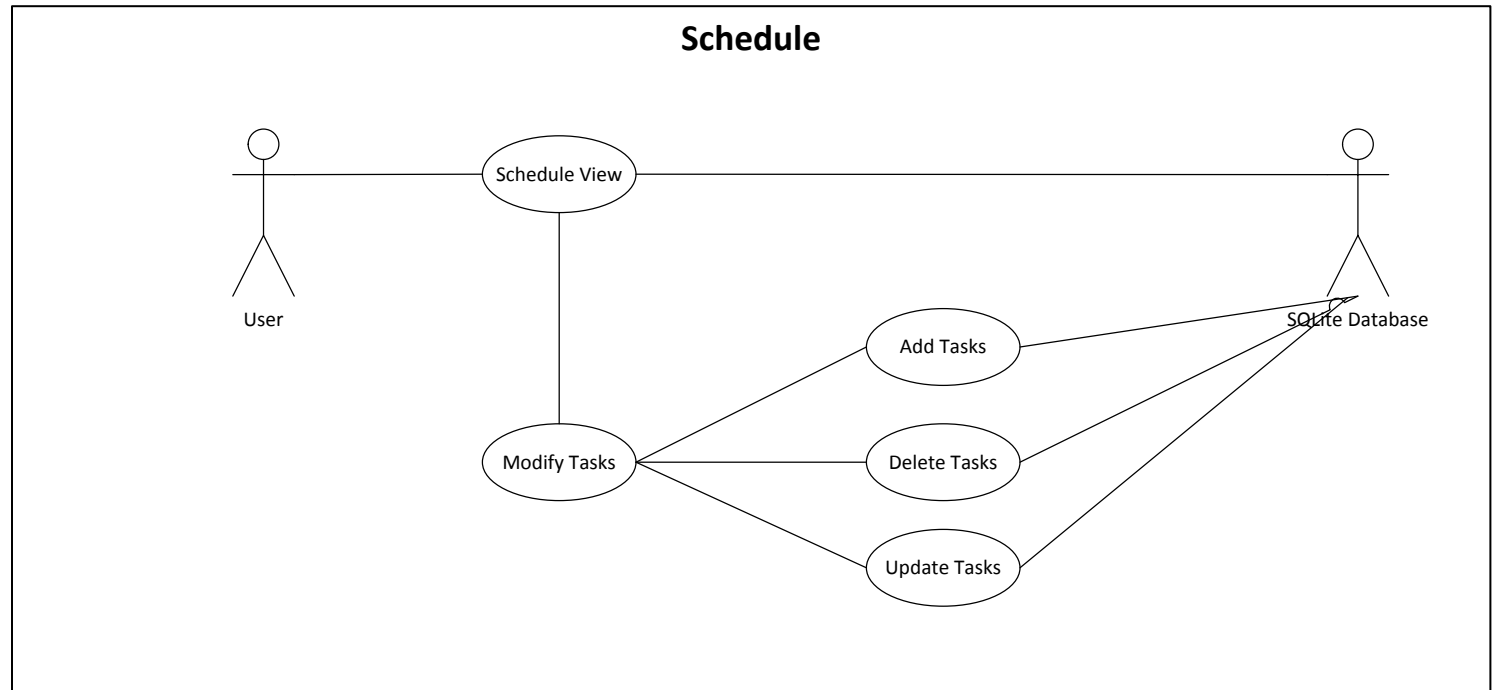 Schedule
Schedule View
User
SQLite Database
Add Tasks
Modify Tasks
Delete Tasks
Update Tasks